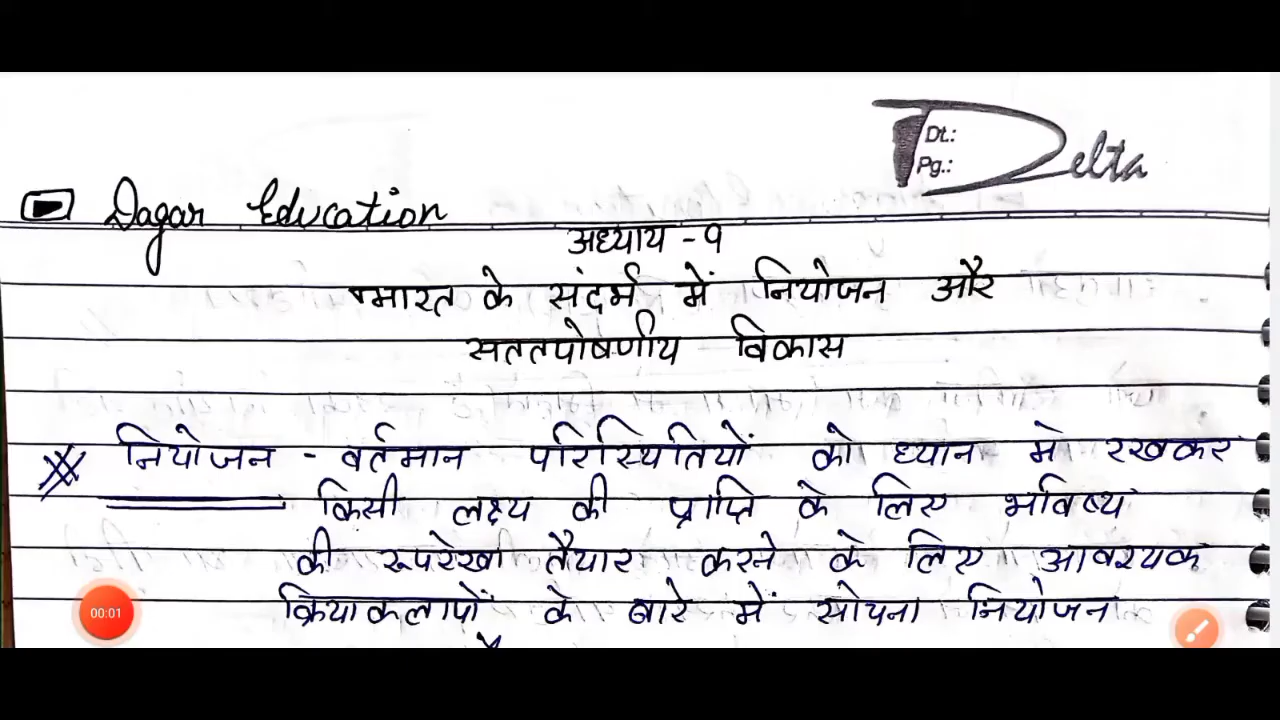 Dt.:
Pg.:
Delta
Dagar Education
अध्याय - 9
भारत के संदर्भ में नियोजन और
सततपोषणीय विकास
नियोजन - वर्तमान परिस्थितियों को ध्यान मे रखकर
किसी लक्ष्य की प्राप्ति के लिए भविष्य
की रूपरेखा तैयार करने के लिए आवश्यक
क्रियाकलापों के बारे में सोचना नियोजन
00:01